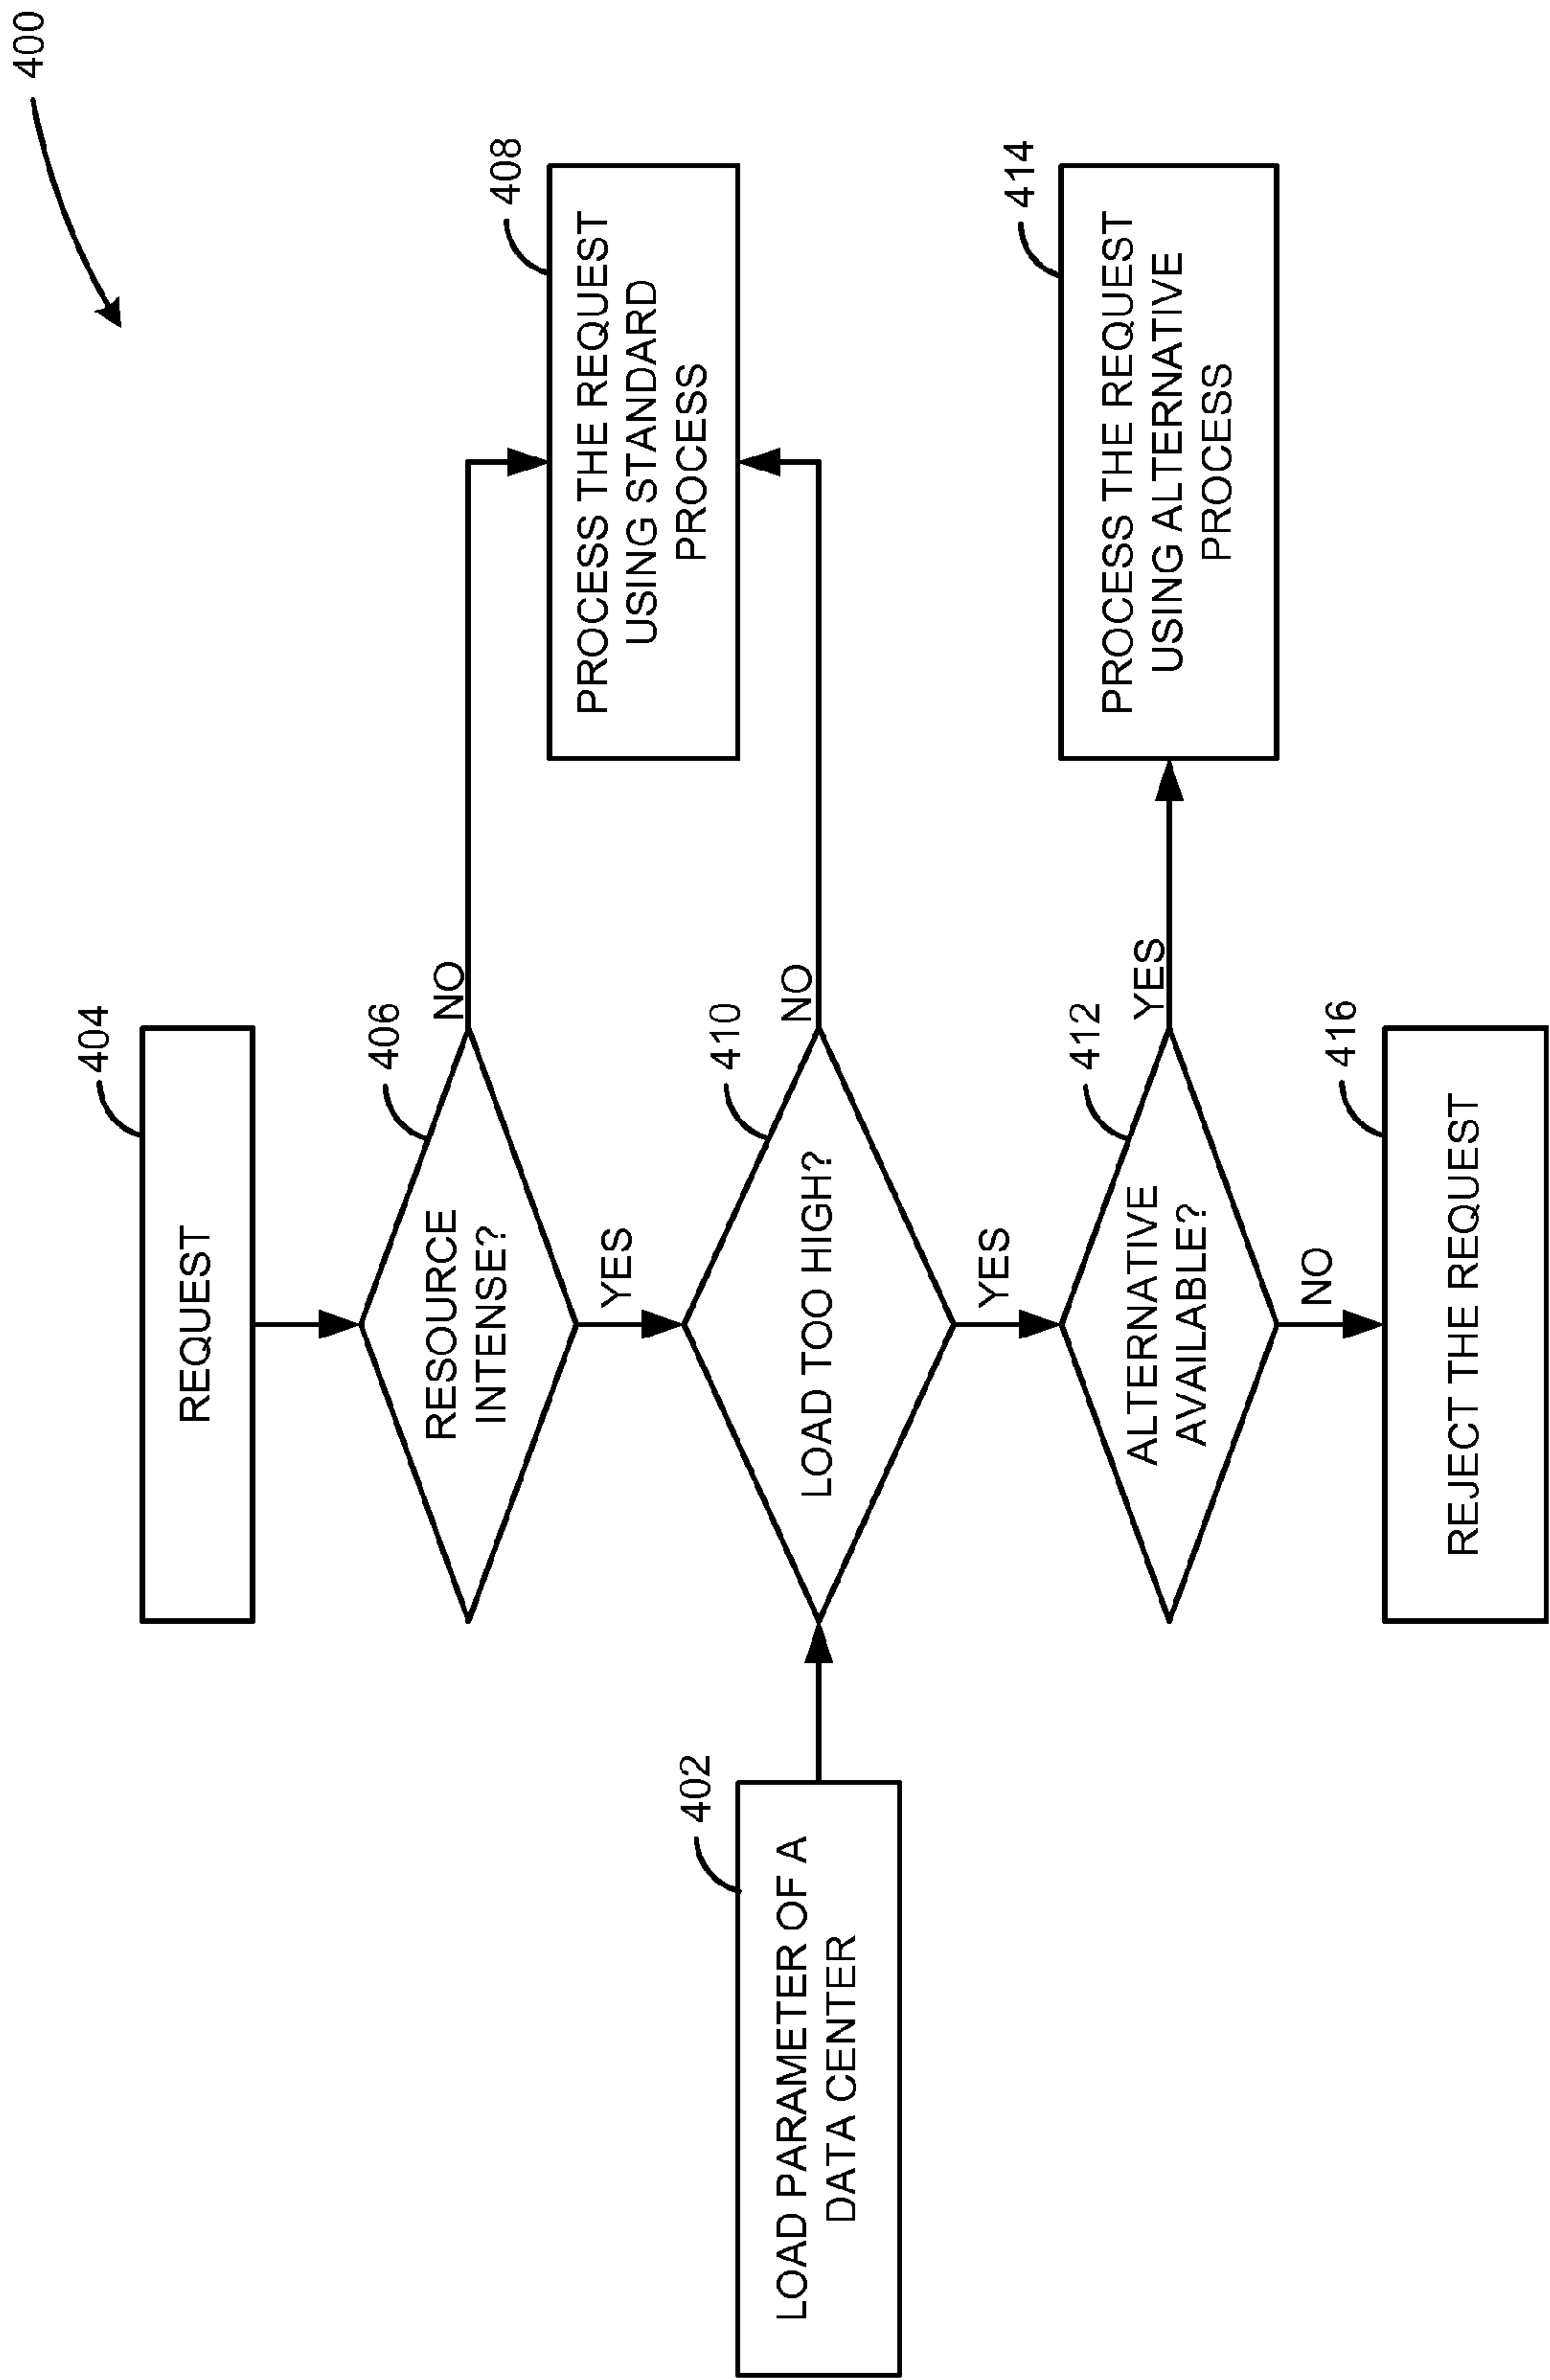 400
404
REQUEST
406
RESOURCE
INTENSE?
NO
YES
408
PROCESS THE REQUEST
USING STANDARD
PROCESS
402
LOAD PARAMETER OF A
DATA CENTER
410
LOAD TOO HIGH?
NO
YES
412
ALTERNATIVE
AVAILABLE?
YES
NO
414
PROCESS THE REQUEST
USING ALTERNATIVE
PROCESS
416
REJECT THE REQUEST